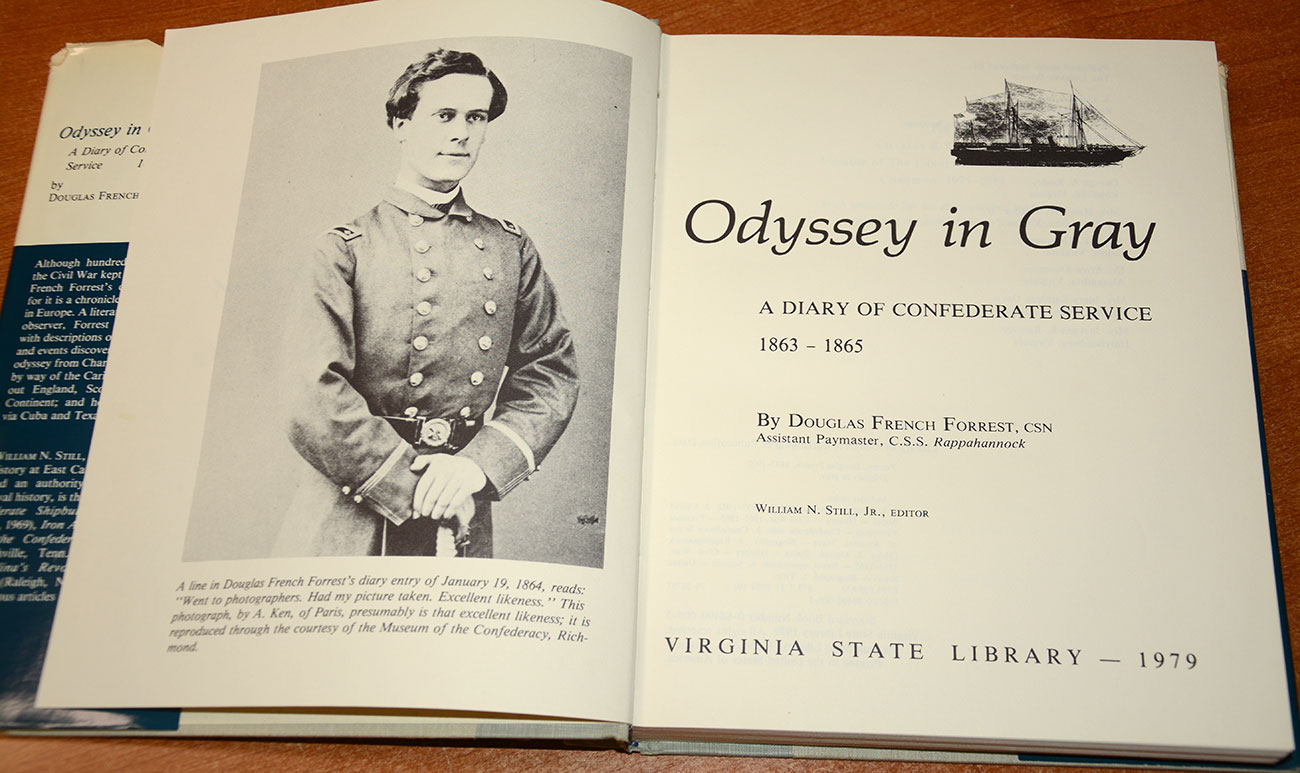 Odyssey in
A Diary of Co
Service 1
by
DOUGLAS FRENCH
Although hundred
the Civil War kept
French Forrest's
for it is a chronicle
in Europe. A litera
observer, Forrest
with descriptions o
and events discove
odyssey from Char
by way of the Cari
out England, Sco
Continent; and h
via Cuba and Texa
WILLIAM N. STILL,
istory at East Ca
d an authority
val history, is th
derate Shipbu
, 1969), Iron A
the Confeder
hville, Tenn.
lina's Revo
(Raleigh, N
ous articles
A line in Douglas French Forrest's diary entry of January 19, 1864, reads:
"Went to photographers. Had my picture taken. Excellent likeness." This
photograph, by A. Ken, of Paris, presumably is that excellent likeness; it is
reproduced through the courtesy of the Museum of the Confederacy, Rich-
mond.
Odyssey in Gray
A DIARY OF CONFEDERATE SERVICE
1863 – 1865
By DOUGLAS FRENCH FORREST, CSN
Assistant Paymaster, C.S.S. Rappahannock
WILLIAM N. STILL, JR., EDITOR
VIRGINIA STATE LIBRARY — 1979